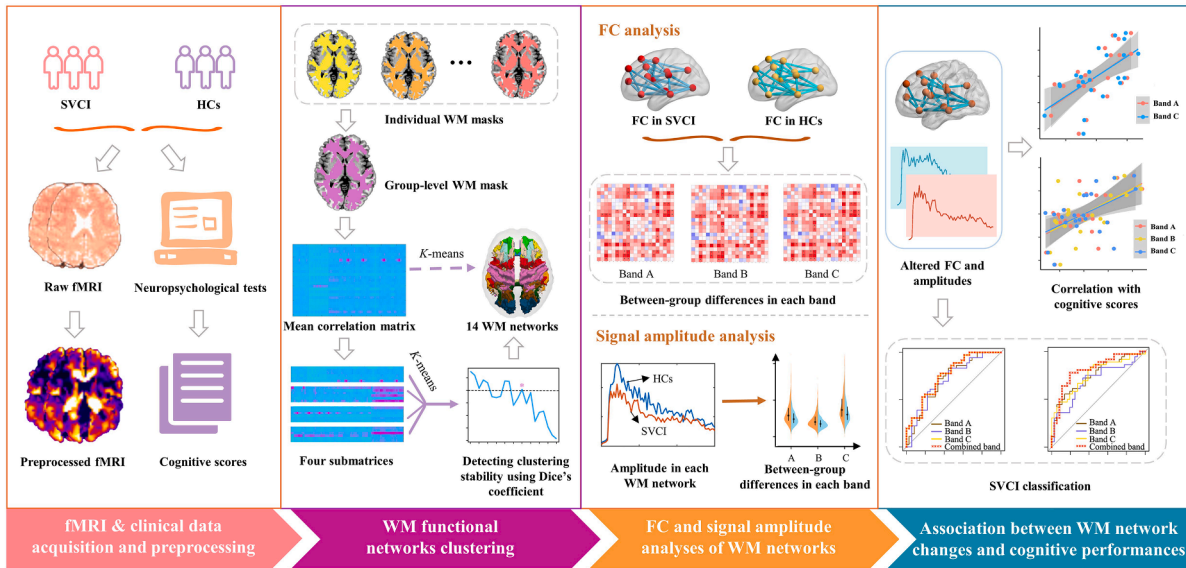 SVCI
HCs
Raw fMRI
Neuropsychological tests
Preprocessed fMRI
Cognitive scores
fMRI & clinical data
acquisition and preprocessing
Individual WM masks
Group-level WM mask
K-means
Mean correlation matrix
14 WM networks
K-means
Four submatrices
Detecting clustering
stability using Dice's
coefficient
WM functional
networks clustering
FC analysis
FC in SVCI
FC in HCs
Band A
Band B
Band C
Between-group differences in each band
Signal amplitude analysis
HCs
SVCI
A
B
C
Amplitude in each
WM network
Between-group
differences in each band
FC and signal amplitude
analyses of WM networks
Altered FC and
amplitudes
Band A
Band C
Band A
Band B
Band C
Correlation with
cognitive scores
Band A
Band B
Band C
Combined band
Band A
Band B
Band C
Combined band
SVCI classification
Association between WM network
changes and cognitive performances